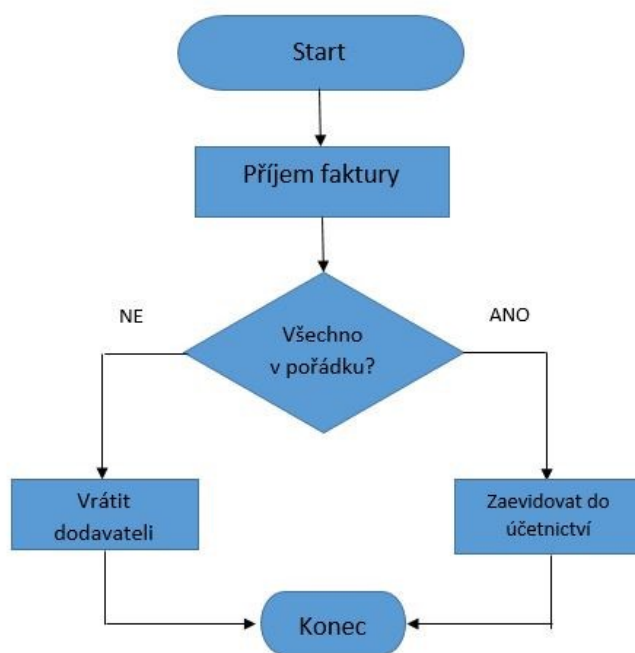 Start
Příjem faktury
NE
ANO
Všechno
v pořádku?
Vrátit
dodavateli
Zaevidovat do
účetnictví
Konec